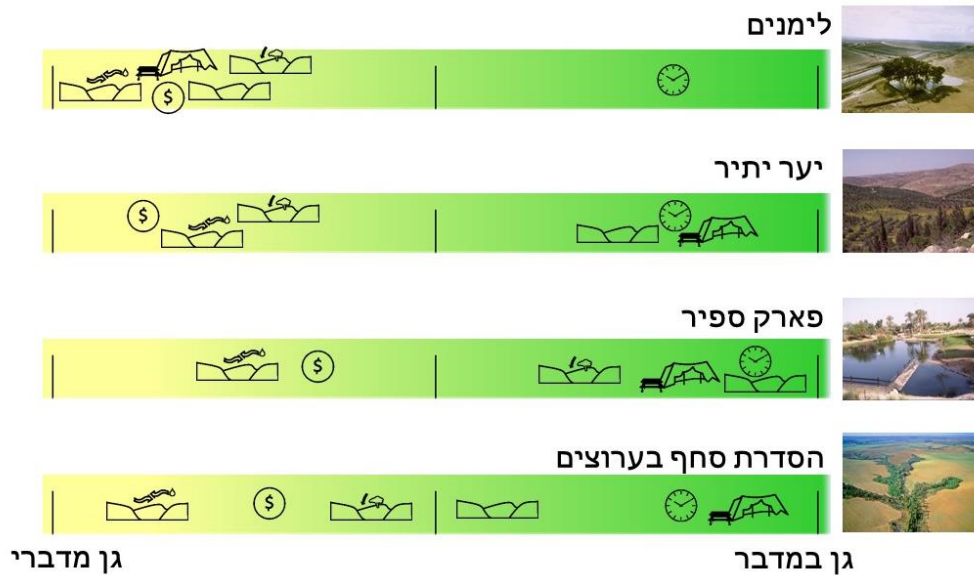 לימנים
$
יער יתיר
$
פארק ספיר
$
הסדרת סחף בערוצים
$
גן במדבר
גן מדברי